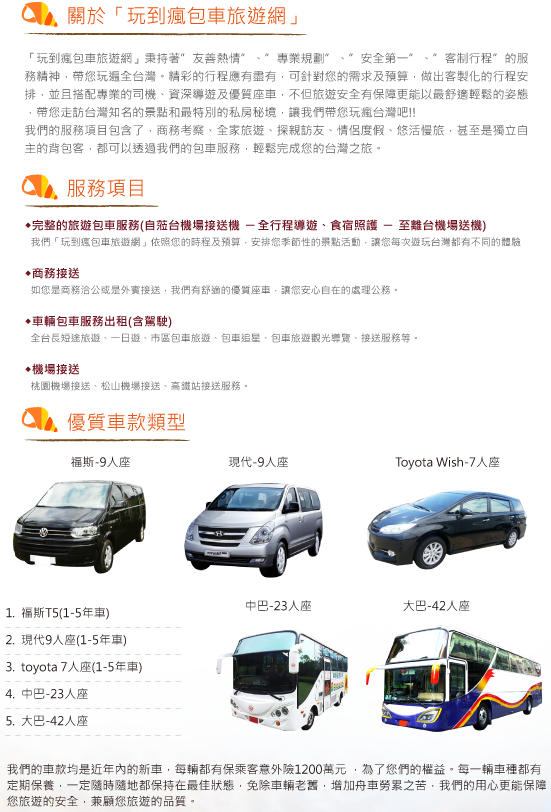 關於「玩到瘋包車旅遊網」
「玩到瘋包車旅遊網」秉持著”友善熱情”、”專業規劃”、”安全第一”、”客制行程”的服
務精神，帶您玩遍全台灣。精彩的行程應有盡有，可針對您的需求及預算，做出客製化的行程安
排，並且搭配專業的司機、資深導遊及優質座車，不但旅遊安全有保障更能以最舒適輕鬆的姿態
，帶您走訪台灣知名的景點和最特別的私房秘境，讓我們帶您玩瘋台灣吧!!
我們的服務項目包含了，商務考察、全家旅遊、探親訪友、情侶度假、悠活慢旅，甚至是獨立自
主的背包客，都可以透過我們的包車服務，輕鬆完成您的台灣之旅。
服務項目
◆完整的旅遊包車服務(自蒞台機場接送機 － 全行程導遊、食宿照護 － 至離台機場送機)
我們「玩到瘋包車旅遊網」依照您的時程及預算，安排您季節性的景點活動，讓您每次遊玩台灣都有不同的體驗
◆商務接送
如您是商務洽公或是外賓接送，我們有舒適的優質座車，讓您安心自在的處理公務。
◆車輛包車服務出租(含駕駛)
全台長短途旅遊、一日遊、市區包車旅遊、包車追星、包車旅遊觀光導覽、接送服務等。
◆機場接送
桃園機場接送、松山機場接送、高鐵站接送服務。
優質車款類型
福斯-9人座
現代-9人座
Toyota Wish-7人座
中巴-23人座
大巴-42人座
1. 福斯T5(1-5年車)
2. 現代9人座(1-5年車)
3. toyota 7人座(1-5年車)
4. 中巴-23人座
5. 大巴-42人座
我們的車款均是近年內的新車，每輛都有保乘客意外險1200萬元 ，為了您們的權益。每一輛車種都有
定期保養，一定隨時隨地都保持在最佳狀態，免除車輛老舊，增加舟車勞累之苦，我們的用心更能保障
您旅遊的安全，兼顧您旅遊的品質。